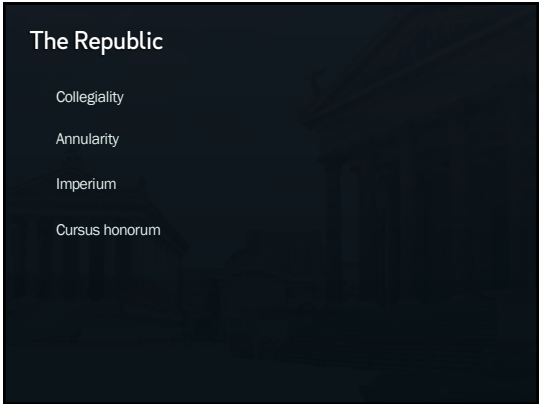 The Republic
Collegiality
Annularity
Imperium
Cursus honorum